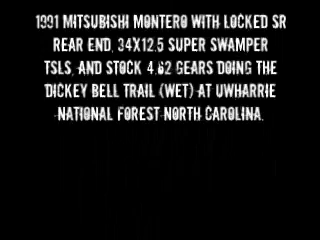 1991 MITSUBISHI MONTERO WITH LOCKED SR
REAR END, 34X12.5 SUPER SWAMPER
TSLS, AND STOCK 4.62 GEARS DOING THE
DICKEY BELL TRAIL (WET) AT UWHARRIE
NATIONAL FOREST NORTH CAROLINA.